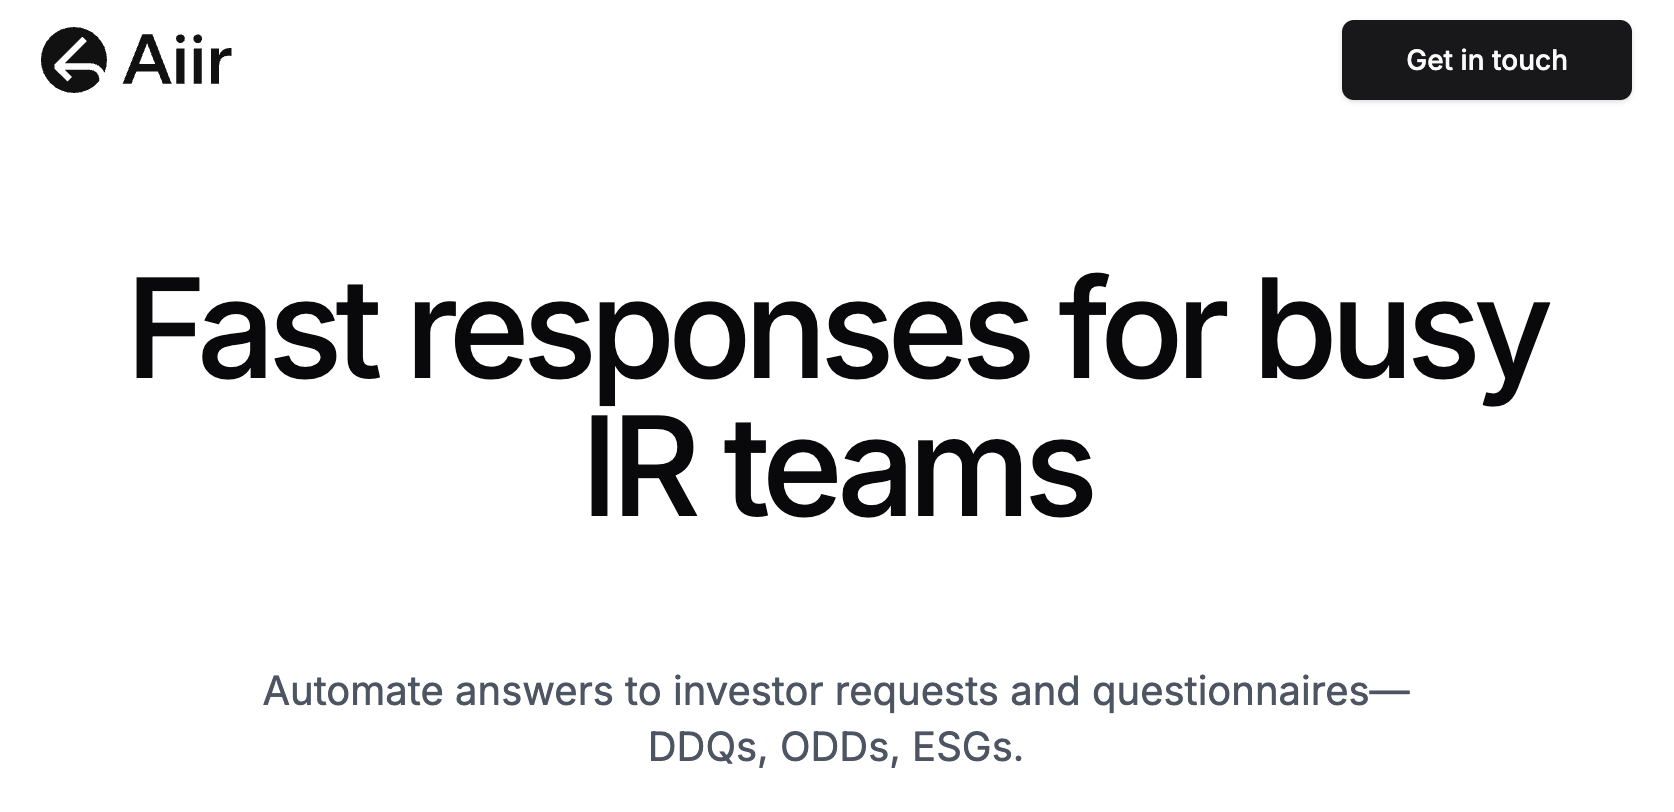 Aiir
Get in touch
Fast responses for busy
IR teams
Automate answers to investor requests and questionnaires—
DDQs, ODDs, ESGs.